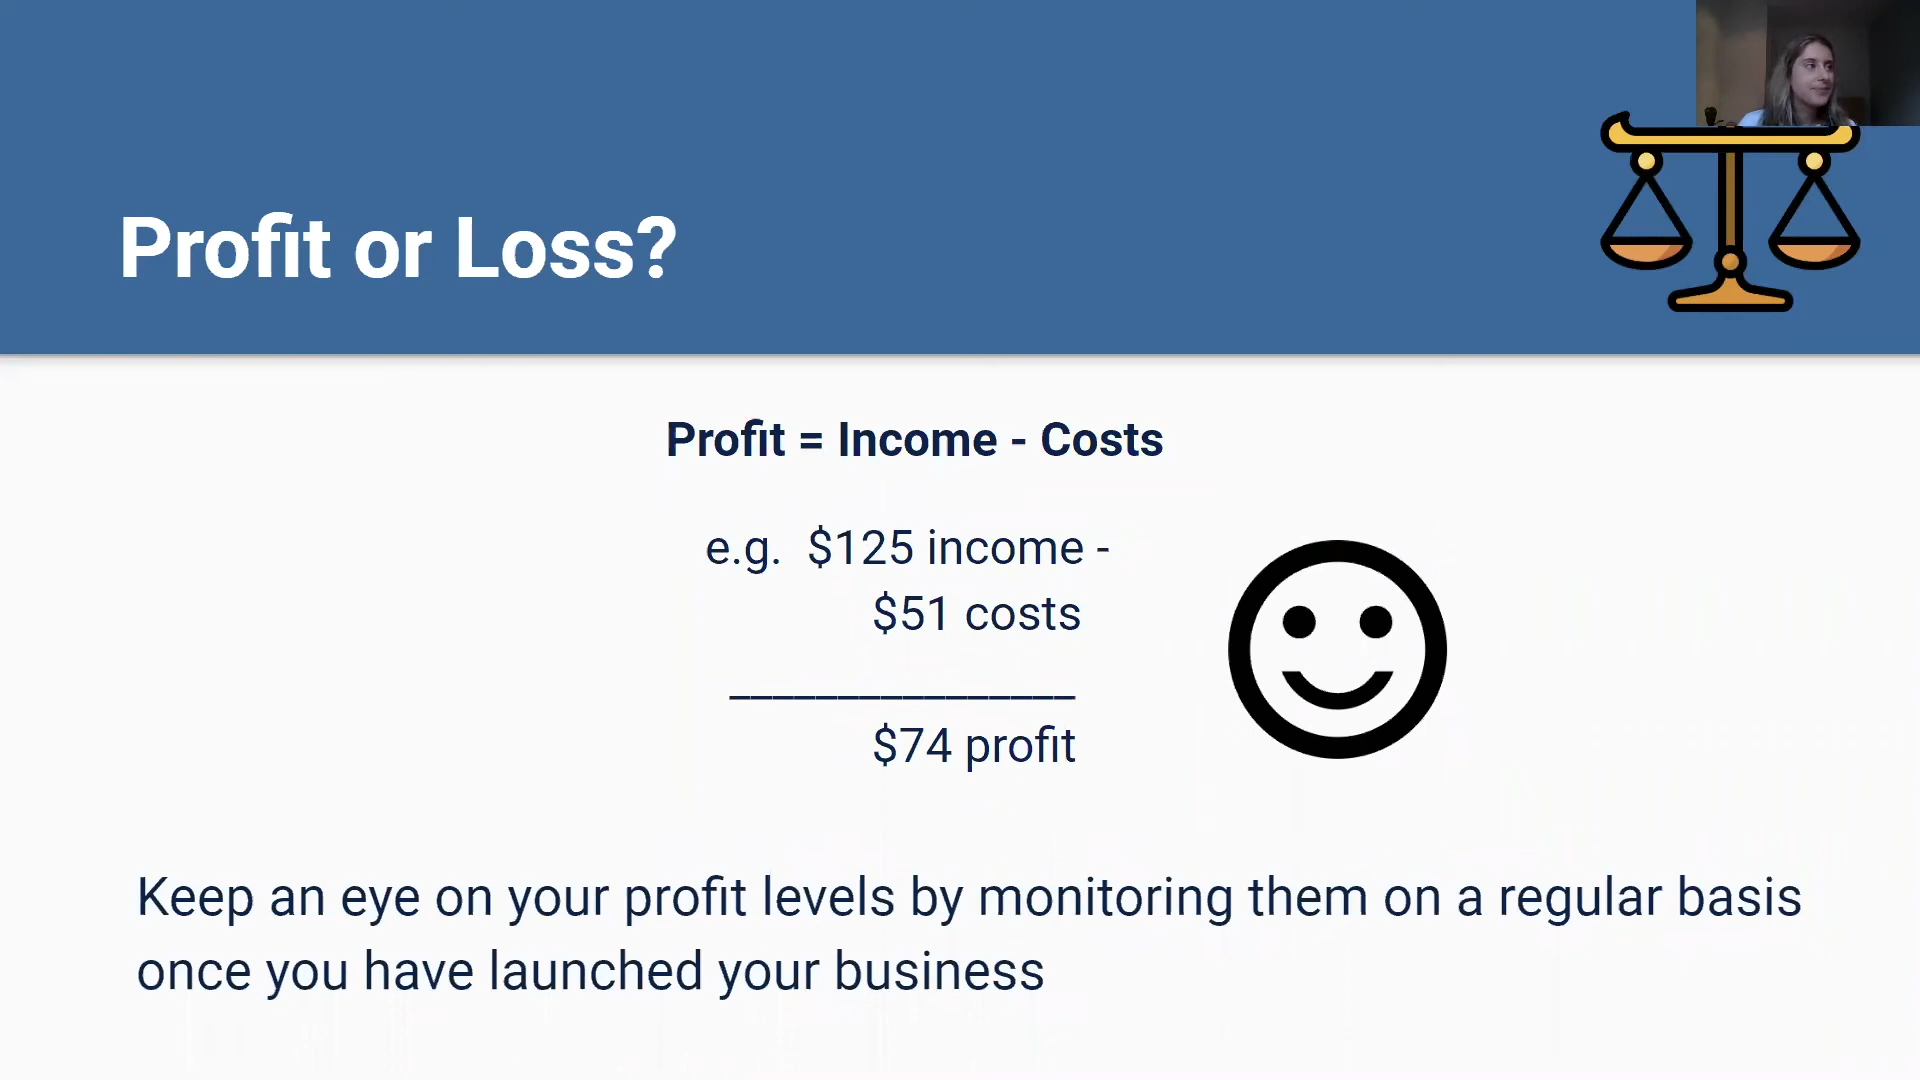 Profit or Loss?
Profit = Income - Costs
e.g. $125 income -
$51 costs
________________
$74 profit
Keep an eye on your profit levels by monitoring them on a regular basis
once you have launched your business